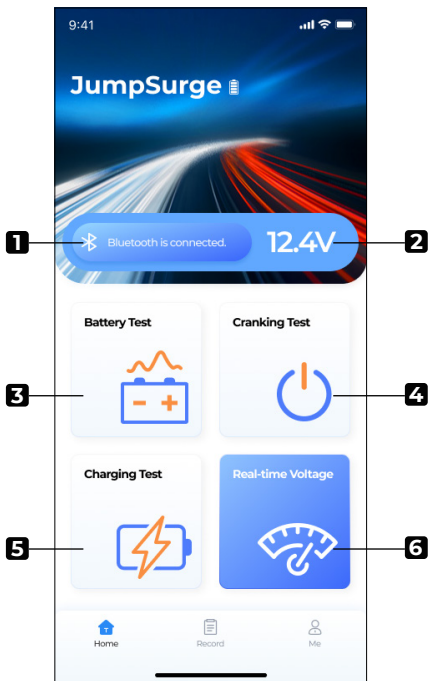 9:41
JumpSurge
1
Bluetooth is connected.
12.4V
2
Battery Test
Cranking Test
3
4
Charging Test
Real-time Voltage
5
6
T
Home
Record
Me